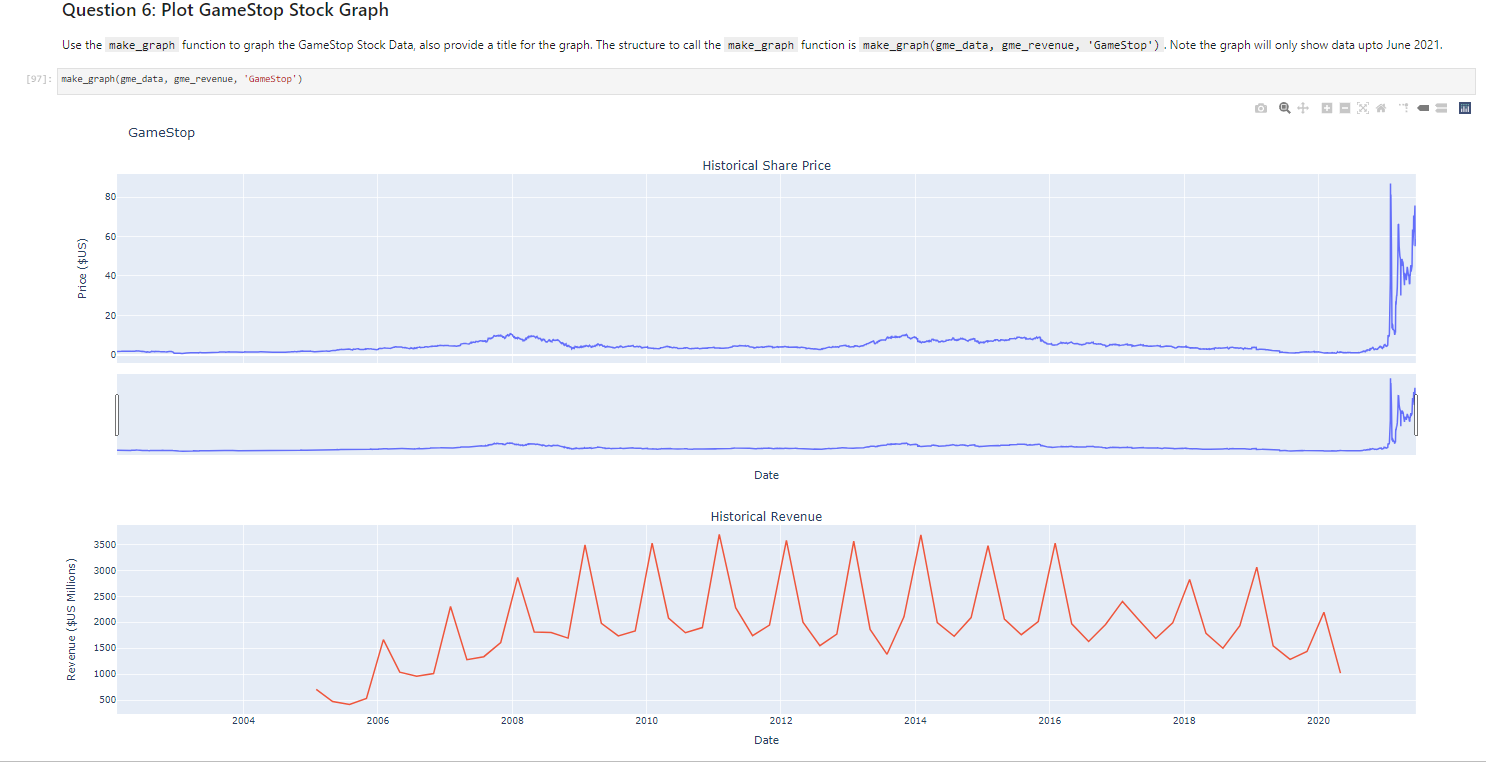 Question 6: Plot GameStop Stock Graph
Use the make_graph function to graph the GameStop Stock Data, also provide a title for the graph. The structure to call the make_graph function is make_graph(gme_data, gme_revenue, 'GameStop'). Note the graph will only show data upto June 2021.
[97]: make_graph(gme_data, gme_revenue, 'GameStop')
GameStop
Historical Share Price
80
60
40
20
0
Price ($US)
Date
Historical Revenue
3500
3000
2500
2000
1500
1000
500
Revenue ($US Millions)
2004 2006 2008 2010 2012 2014 2016 2018 2020
Date